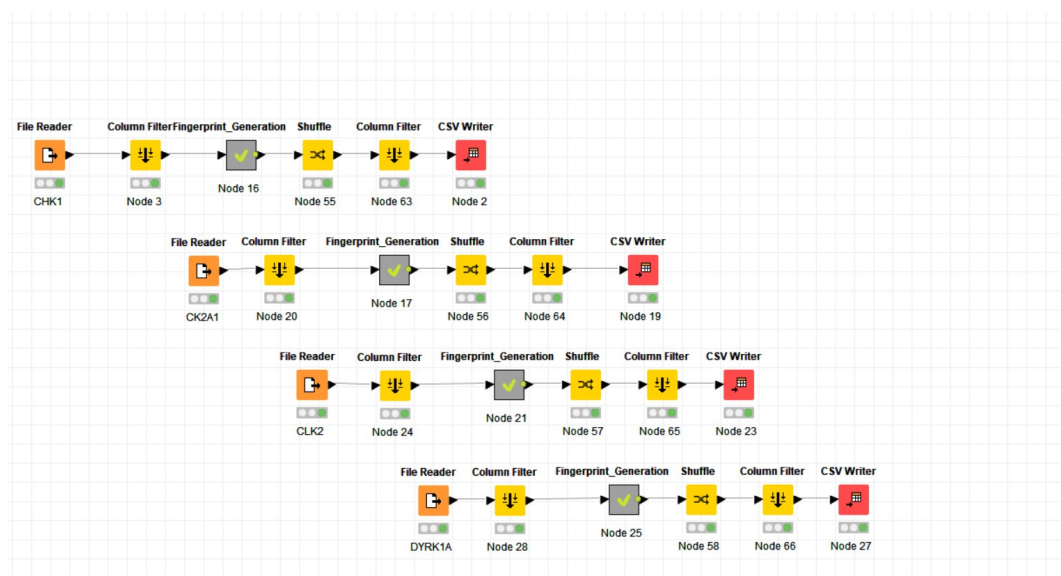 File Reader Column Filter Fingerprint_Generation Shuffle Column Filter CSV Writer
CHK1 Node 3 Node 16 Node 55 Node 63 Node 2
File Reader Column Filter Fingerprint_Generation Shuffle Column Filter CSV Writer
CK2A1 Node 20 Node 17 Node 56 Node 64 Node 19
File Reader Column Filter Fingerprint_Generation Shuffle Column Filter CSV Writer
CLK2 Node 24 Node 21 Node 57 Node 65 Node 23
File Reader Column Filter Fingerprint_Generation Shuffle Column Filter CSV Writer
DYRK1A Node 28 Node 25 Node 58 Node 66 Node 27